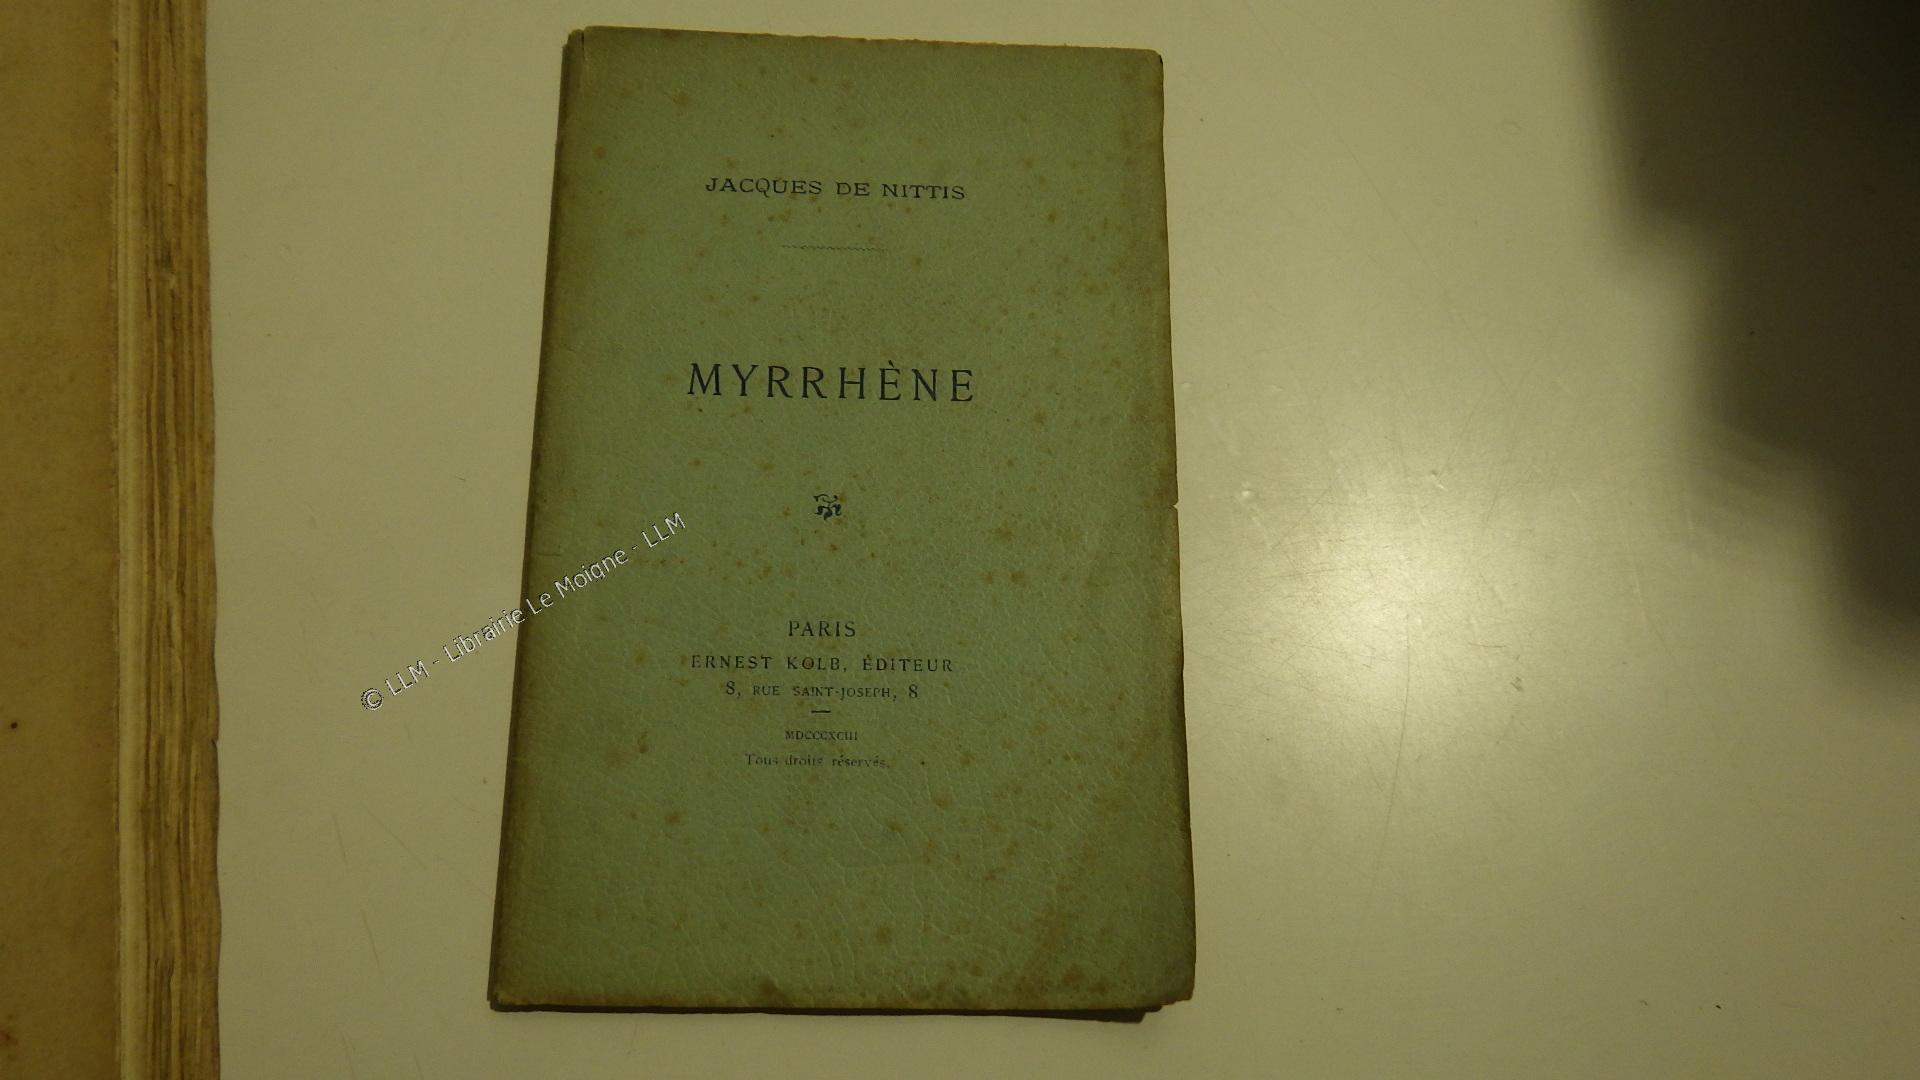 JACQUES DE NITTIS
MYRRHÈNE
PARIS
ERNEST KOLB, ÉDITEUR
8, RUE SAINT-JOSEPH, 8
MDCCCXCIII
Tous droits réservés.
© LLM - Librairie Le Moigne - LLM